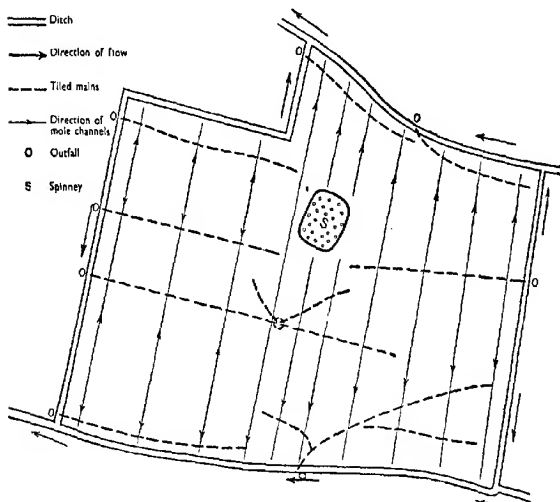 Ditch
Direction of flow
Tiled mains
Direction of
mole channels
O Outfall
S Spinney
O
O
S
O
O
O
O
O
O